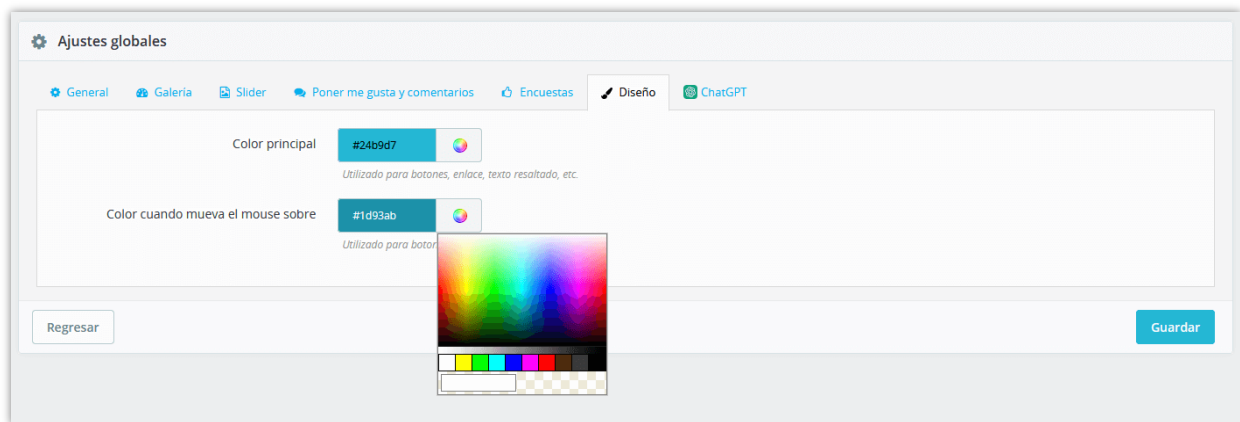 Ajustes globales
General
Galería
Slider
Poner me gusta y comentarios
Encuestas
Diseño
ChatGPT
Color principal
#24b9d7
Utilizado para botones, enlace, texto resaltado, etc.
Color cuando mueva el mouse sobre
#1d93ab
Utilizado para
Regresar
Guardar